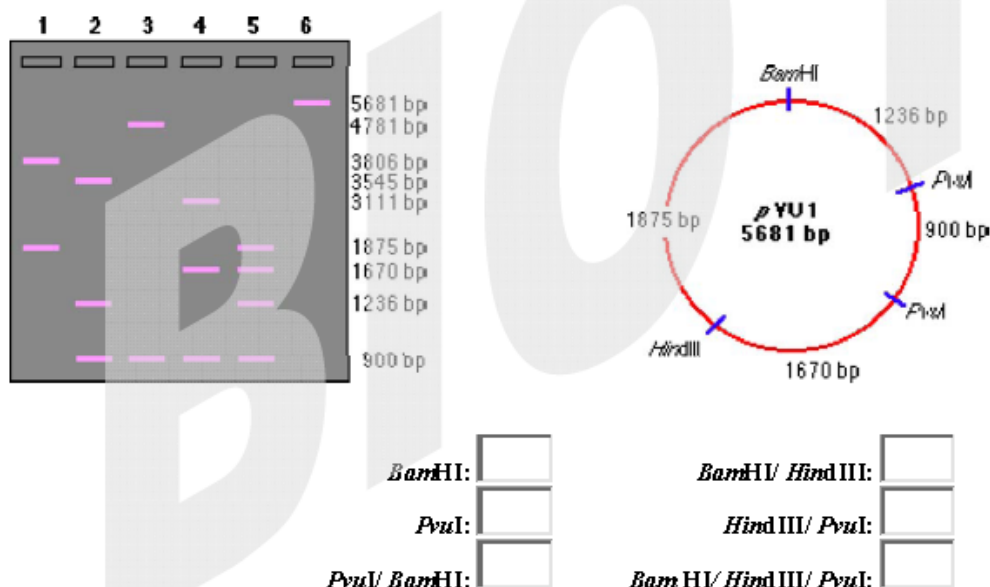 1 2 3 4 5 6
5681 bp
4781 bp
3806 bp
3545 bp
3111 bp
1875 bp
1670 bp
1236 bp
900 bp
BamHI
1236 bp
PvuI
900 bp
PvuI
1670 bp
HindIII
1875 bp
pYU1
5681 bp
BamHI:
BamHI/ HindIII:
PvuI:
HindIII/ PvuI:
PvuI/ BamHI:
Bam HI/ HindIII/ PvuI:
BIO